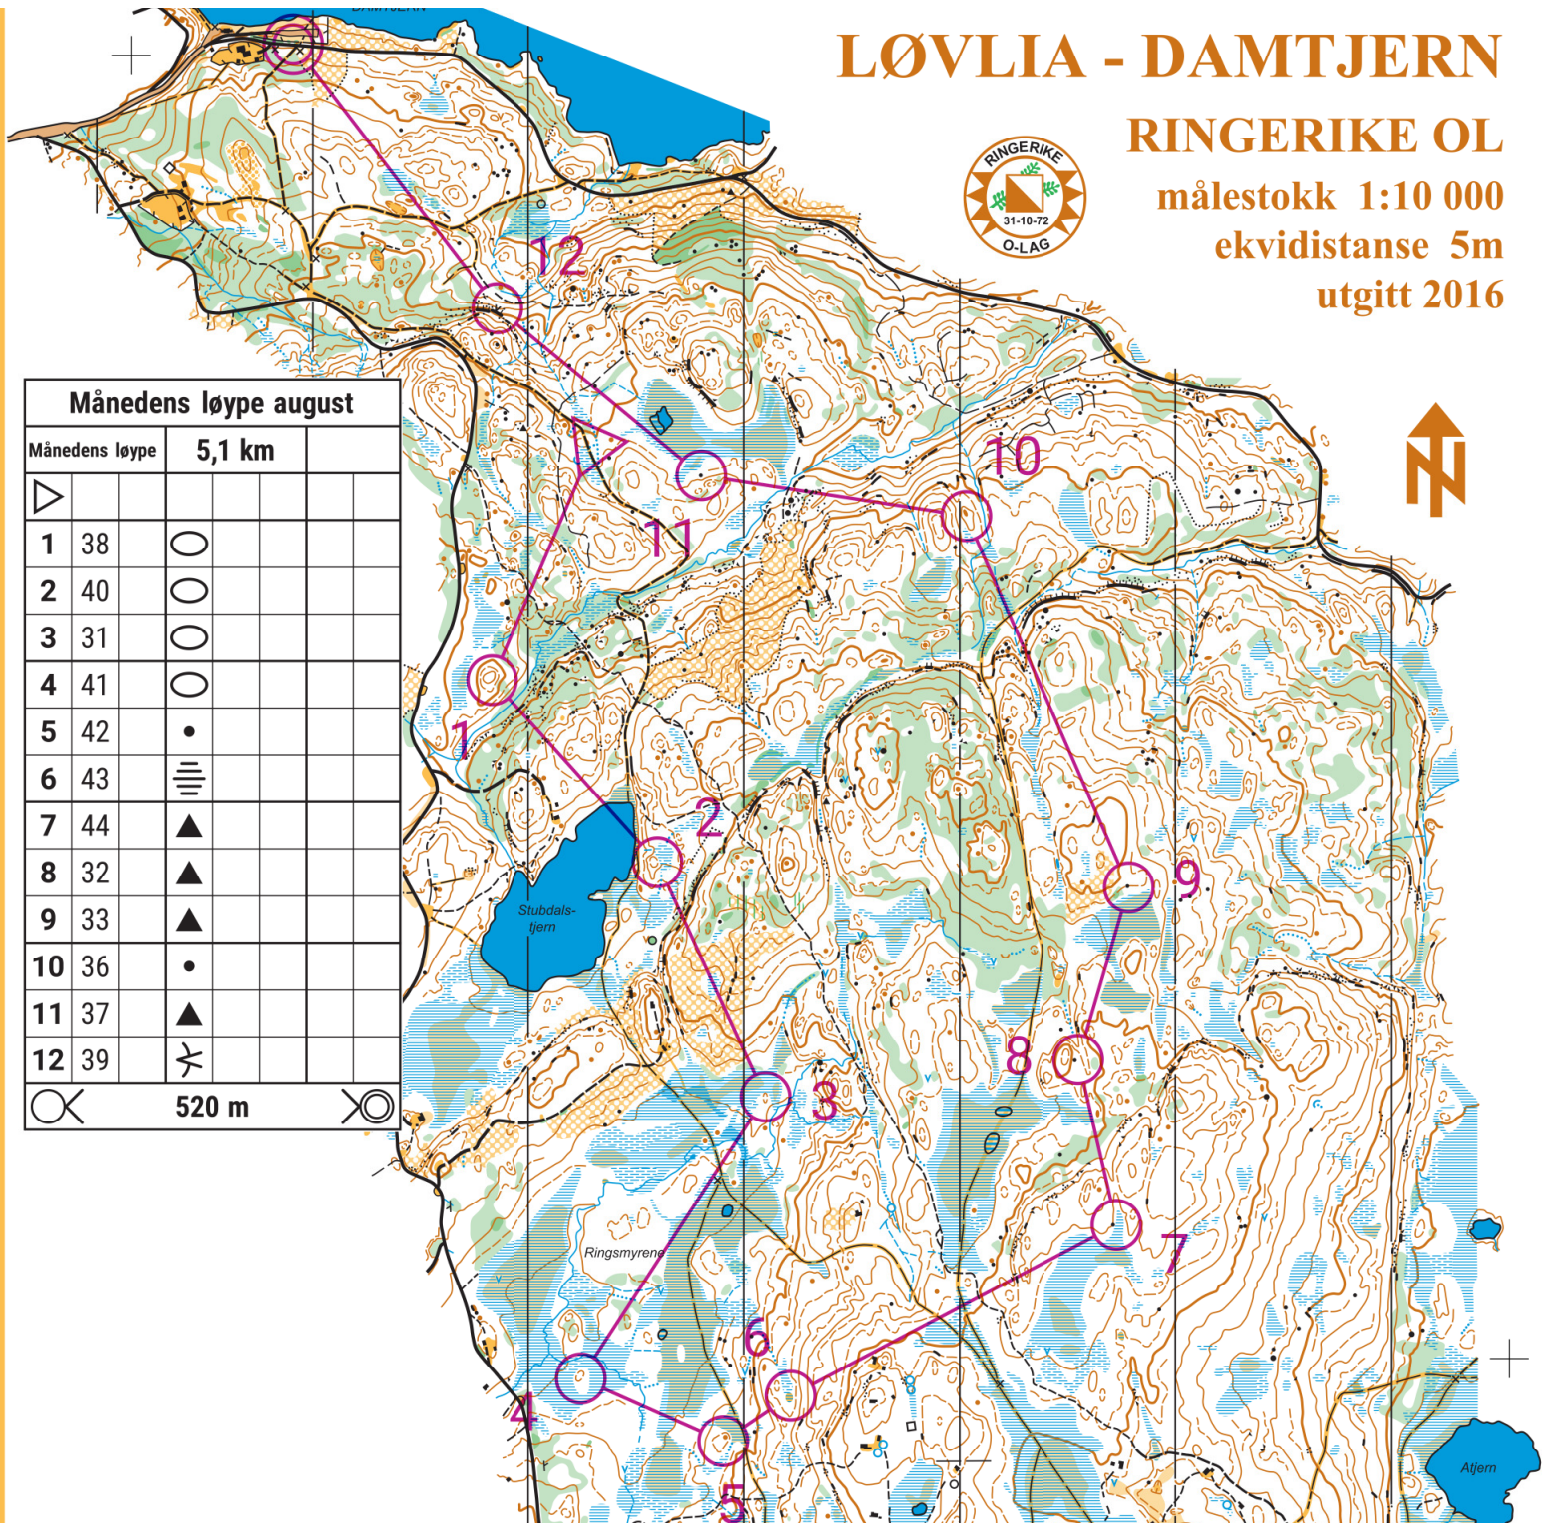 DAMTJERN
LØVLIA - DAMTJERN
RINGERIKE OL
målestokk 1:10 000
ekvidistanse 5m
utgitt 2016
RINGERIKE
31-10-72
O-LAG
N
Månedens løype august
Månedens løype 5,1 km
1 38
2 40
3 31
4 41
5 42
6 43
7 44
8 32
9 33
10 36
11 37
12 39
520 m
12
10
11
1
2
Stubdals-
tjern
9
8
3
Ringsmyrene
7
6
4
5
Atjern